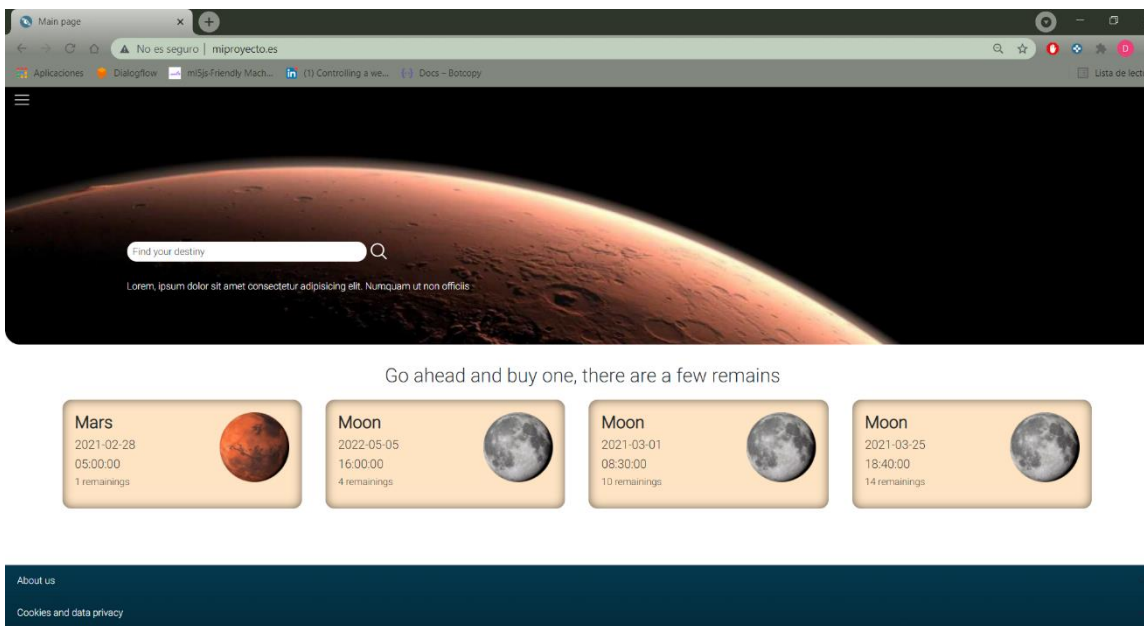 Main page
No es seguro | miproyecto.es
Aplicaciones Dialogflow ml5js·Friendly Mach... in (1) Controlling a we... Docs – Botcopy Lista de lect
Find your destiny
Lorem, ipsum dolor sit amet consectetur adipisicing elit. Numquam ut non officiis
Go ahead and buy one, there are a few remains
Mars
2021-02-28
05:00:00
1 remainings
Moon
2022-05-05
16:00:00
4 remainings
Moon
2021-03-01
08:30:00
10 remainings
Moon
2021-03-25
18:40:00
14 remainings
About us
Cookies and data privacy